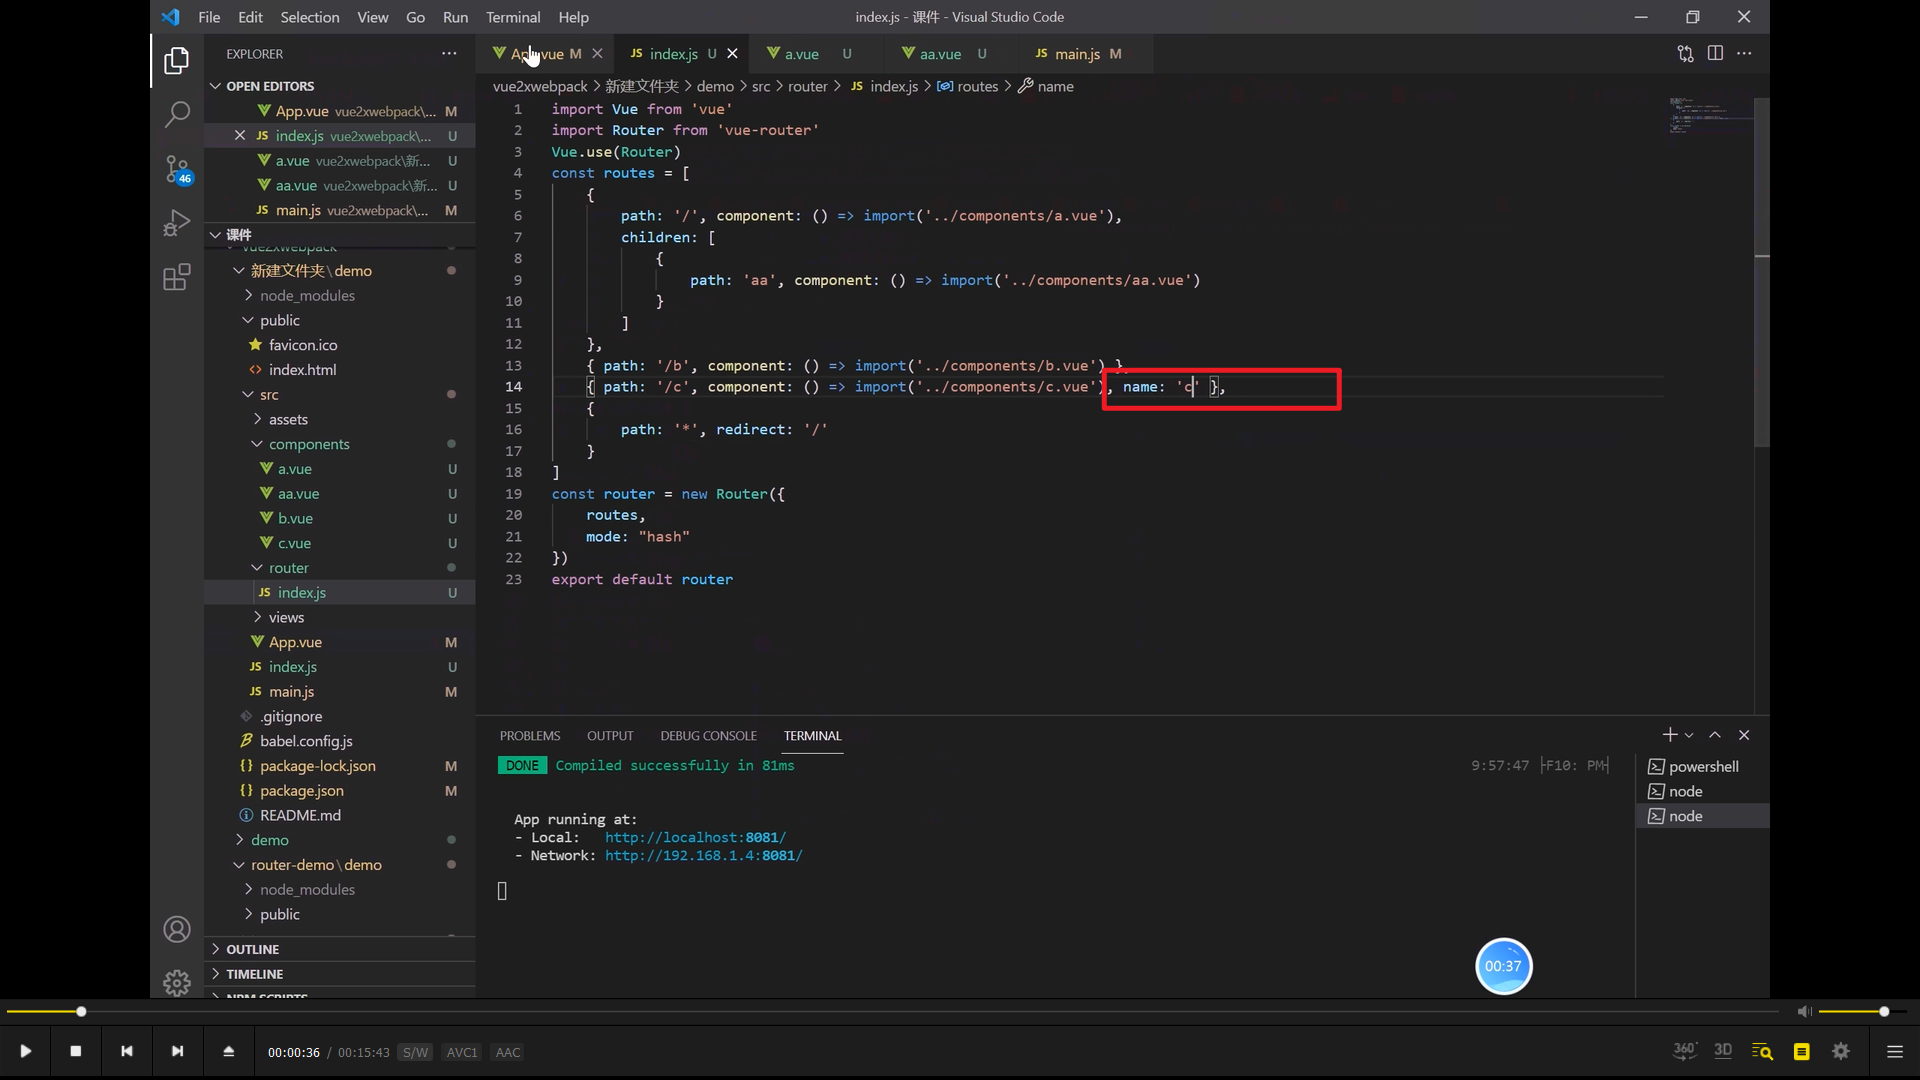 File Edit Selection View Go Run Terminal Help
index.js - 课件 - Visual Studio Code
EXPLORER
OPEN EDITORS
App.vue vue2xwebpack\... M
index.js vue2xwebpack\... U
a.vue vue2xwebpack\新... U
aa.vue vue2xwebpack\新... U
main.js vue2xwebpack\... M
课件
vue2xwebpack
新建文件夹\demo
node_modules
public
favicon.ico
index.html
src
assets
components
a.vue U
aa.vue U
b.vue U
c.vue U
router
index.js U
views
App.vue M
index.js U
main.js M
.gitignore
babel.config.js
package-lock.json M
package.json M
README.md
demo
router-demo\demo
node_modules
public
OUTLINE
TIMELINE
NPM SCRIPTS
46
App.vue M
index.js U
a.vue U
aa.vue U
main.js M
vue2xwebpack > 新建文件夹 > demo > src > router > JS index.js > routes > name
1 import Vue from 'vue'
2 import Router from 'vue-router'
3 Vue.use(Router)
4 const routes = [
5 {
6 path: '/', component: () => import('../components/a.vue'),
7 children: [
8 {
9 path: 'aa', component: () => import('../components/aa.vue')
10 }
11 ]
12 },
13 { path: '/b', component: () => import('../components/b.vue') },
14 { path: '/c', component: () => import('../components/c.vue'), name: 'c' },
15 {
16 path: '*', redirect: '/'
17 }
18 ]
19 const router = new Router({
20 routes,
21 mode: "hash"
22 })
23 export default router
PROBLEMS OUTPUT DEBUG CONSOLE TERMINAL
DONE Compiled successfully in 81ms
9:57:47 ├F10: PM┤
App running at:
- Local: http://localhost:8081/
- Network: http://192.168.1.4:8081/
powershell
node
node
00:37
00:00:36 / 00:15:43 S/W AVC1 AAC
360° 3D